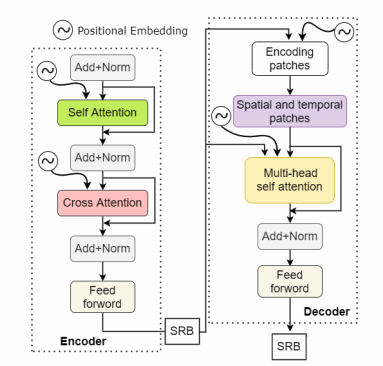 Positional Embedding
Add+Norm
Self Attention
Add+Norm
Cross Attention
Add+Norm
Feed
forword
Encoder
SRB
Encoding
patches
Spatial and temporal
patches
Multi-head
self attention
Add+Norm
Feed
forword
Decoder
SRB